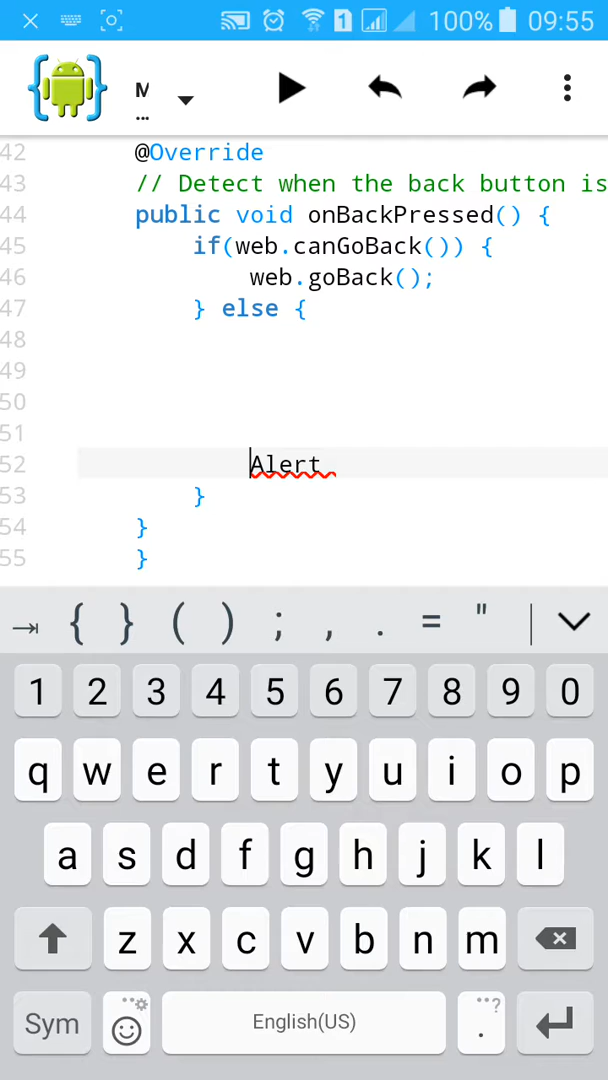 1 100% 09:55
M
...
42 @Override
43 // Detect when the back button is
44 public void onBackPressed() {
45 if(web.canGoBack()) {
46 web.goBack();
47 } else {
48
49
50
51
52 Alert
53 }
54 }
55 }
{ } ( ) ; , . = " |
1 2 3 4 5 6 7 8 9 0
q w e r t y u i o p
a s d f g h j k l
z x c v b n m
Sym English(US) . ?